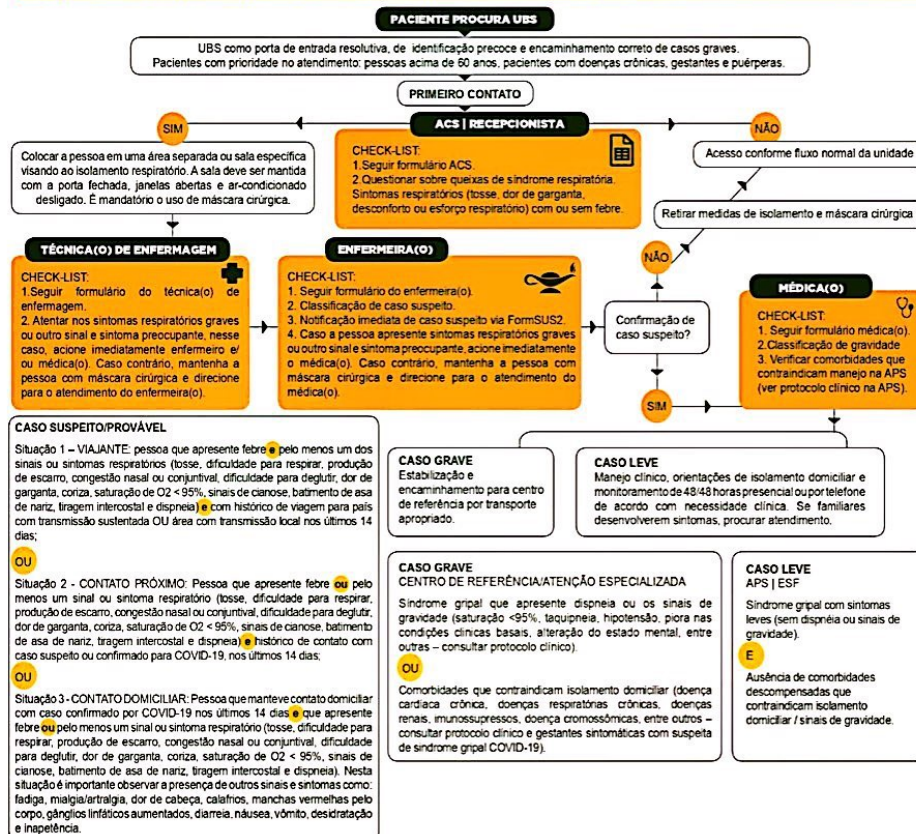 PACIENTE PROCURA UBS
UBS como porta de entrada resolutiva, de identificação precoce e encaminhamento correto de casos graves.
Pacientes com prioridade no atendimento: pessoas acima de 60 anos, pacientes com doenças crônicas, gestantes e puérperas.
PRIMEIRO CONTATO
SIM
ACS | RECEPCIONISTA
NÃO
Colocar a pessoa em uma área separada ou sala específica
visando ao isolamento respiratório. A sala deve ser mantida
com a porta fechada, janelas abertas e ar-condicionado
desligado. É mandatório o uso de máscara cirúrgica.
CHECK-LIST:
1.Seguir formulário ACS.
2. Questionar sobre queixas de síndrome respiratória.
Sintomas respiratórios (tosse, dor de garganta,
desconforto ou esforço respiratório) com ou sem febre.
Acesso conforme fluxo normal da unidade
Retirar medidas de isolamento e máscara cirúrgica
TÉCNICA(O) DE ENFERMAGEM
CHECK-LIST:
1.Seguir formulário do técnica(o) de
enfermagem.
2. Atentar nos sintomas respiratórios graves
ou outro sinal e sintoma preocupante, nesse
caso, acione imediatamente enfermeiro e/
ou médica(o). Caso contrário, mantenha a
pessoa com máscara cirúrgica e direcione
para o atendimento do enfermeira(o).
ENFERMEIRA(O)
CHECK-LIST:
1. Seguir formulário do enfermeira(o).
2. Classificação de caso suspeito.
3. Notificação imediata de caso suspeito via FormSUS2.
4. Caso a pessoa apresente sintomas respiratórios graves
ou outro sinal e sintoma preocupante, acione imediatamente
o médica(o). Caso contrário, mantenha a pessoa com
máscara cirúrgica e direcione para o atendimento do
médica(o).
NÃO
Confirmação de
caso suspeito?
SIM
MÉDICA(O)
CHECK-LIST:
1. Seguir formulário médica(o).
2.Classificação de gravidade
3. Verificar comorbidades que
contraindicam manejo na APS
(ver protocolo clínico na APS).
CASO SUSPEITO/PROVÁVEL
Situação 1 – VIAJANTE: pessoa que apresente febre e pelo menos um dos
sinais ou sintomas respiratórios (tosse, dificuldade para respirar, produção
de escarro, congestão nasal ou conjuntival, dificuldade para deglutir, dor de
garganta, coriza, saturação de O2 < 95%, sinais de cianose, batimento de asa
de nariz, tiragem intercostal e dispneia) e com histórico de viagem para país
com transmissão sustentada OU área com transmissão local nos últimos 14
dias;
OU
Situação 2 - CONTATO PRÓXIMO: Pessoa que apresente febre ou pelo
menos um sinal ou sintoma respiratório (tosse, dificuldade para respirar,
produção de escarro, congestão nasal ou conjuntival, dificuldade para deglutir,
dor de garganta, coriza, saturação de O2 < 95%, sinais de cianose, batimento
de asa de nariz, tiragem intercostal e dispneia) e histórico de contato com
caso suspeito ou confirmado para COVID-19, nos últimos 14 dias;
OU
Situação 3 - CONTATO DOMICILIAR: Pessoa que manteve contato domiciliar
com caso confirmado por COVID-19 nos últimos 14 dias e que apresente
febre ou pelo menos um sinal ou sintoma respiratório (tosse, dificuldade para
respirar, produção de escarro, congestão nasal ou conjuntival, dificuldade
para deglutir, dor de garganta, coriza, saturação de O2 < 95%, sinais de
cianose, batimento de asa de nariz, tiragem intercostal e dispneia). Nesta
situação é importante observar a presença de outros sinais e sintomas como:
fadiga, mialgia/artralgia, dor de cabeça, calafrios, manchas vermelhas pelo
corpo, gânglios linfáticos aumentados, diarreia, náusea, vômito, desidratação
e inapetência.
CASO GRAVE
Estabilização e
encaminhamento para centro
de referência por transporte
apropriado.
CASO LEVE
Manejo clínico, orientações de isolamento domiciliar e
monitoramento de 48/48 horas presencial ou por telefone
de acordo com necessidade clínica. Se familiares
desenvolverem sintomas, procurar atendimento.
CASO GRAVE
CENTRO DE REFERÊNCIA/ATENÇÃO ESPECIALIZADA
Síndrome gripal que apresente dispneia ou os sinais de
gravidade (saturação <95%, taquipneia, hipotensão, piora
nas condições clínicas basais, alteração do estado mental, entre
outras – consultar protocolo clínico).
OU
Comorbidades que contraindicam isolamento domiciliar (doença
cardíaca crônica, doenças respiratórias crônicas, doenças
renais, imunossupressos, doença cromossômicas, entre outros –
consultar protocolo clínico e gestantes sintomáticas com suspeita
de síndrome gripal COVID-19).
CASO LEVE
APS | ESF
Síndrome gripal com sintomas
leves (sem dispnéia ou sinais de
gravidade).
E
Ausência de comorbidades
descompensadas que
contraindicam isolamento
domiciliar / sinais de gravidade.